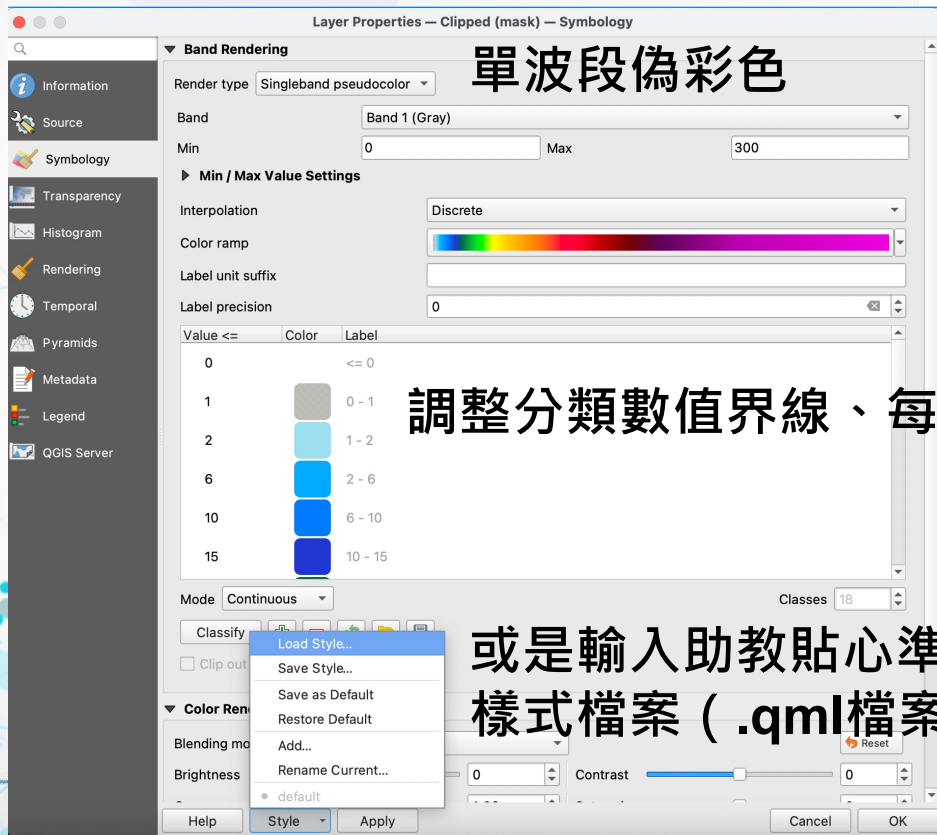 Layer Properties — Clipped (mask) — Symbology
Information
Source
Symbology
Transparency
Histogram
Rendering
Temporal
Pyramids
Metadata
Legend
QGIS Server
Band Rendering
單波段偽彩色
Render type Singleband pseudocolor
Band Band 1 (Gray)
Min 0 Max 300
Min / Max Value Settings
Interpolation Discrete
Color ramp
Label unit suffix
Label precision 0
Value <= Color Label
0 <= 0
1 0 - 1
調整分類數值界線、每
2 1 - 2
6 2 - 6
10 6 - 10
15 10 - 15
Mode Continuous Classes 18
Classify
Clip out
或是輸入助教貼心準
樣式檔案（.qml檔案
Load Style...
Save Style...
Save as Default
Restore Default
Add...
Rename Current...
default
Color Ren
Blending mo
Reset
Brightness 0 Contrast 0
Help Style Apply Cancel OK